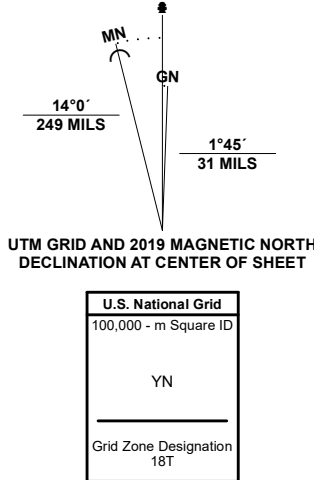 MN
GN
14°0´
249 MILS
1°45´
31 MILS
UTM GRID AND 2019 MAGNETIC NORTH
DECLINATION AT CENTER OF SHEET
U.S. National Grid
100,000 - m Square ID
YN
Grid Zone Designation
18T